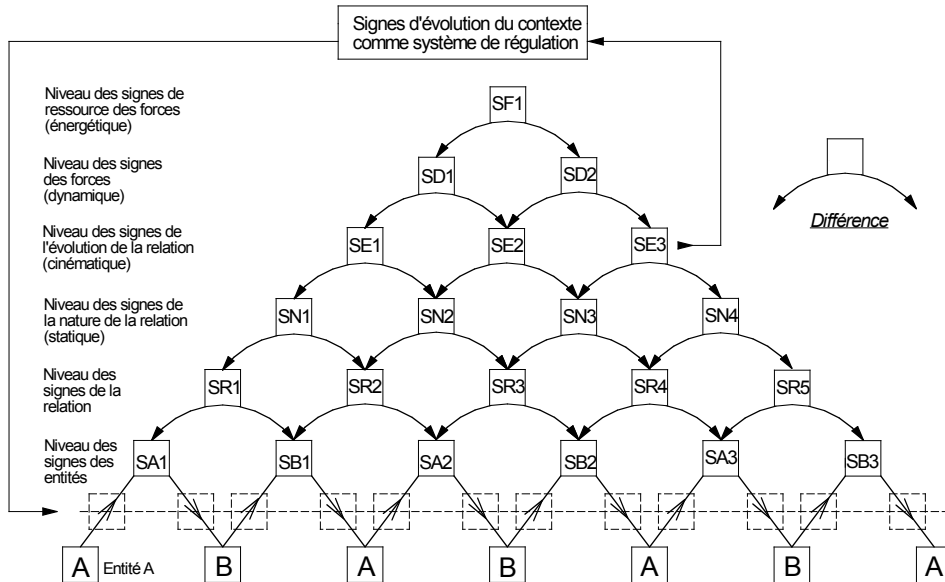 Signes d'évolution du contexte
comme système de régulation
Niveau des signes de
ressource des forces
(énergétique)
SF1
Niveau des signes
des forces
(dynamique)
SD1 SD2
Différence
Niveau des signes de
l'évolution de la relation
(cinématique)
SE1 SE2 SE3
Niveau des signes de
la nature de la relation
(statique)
SN1 SN2 SN3 SN4
Niveau des
signes de la
relation
SR1 SR2 SR3 SR4 SR5
Niveau des
signes des
entités
SA1 SB1 SA2 SB2 SA3 SB3
A Entité A B A B A B A